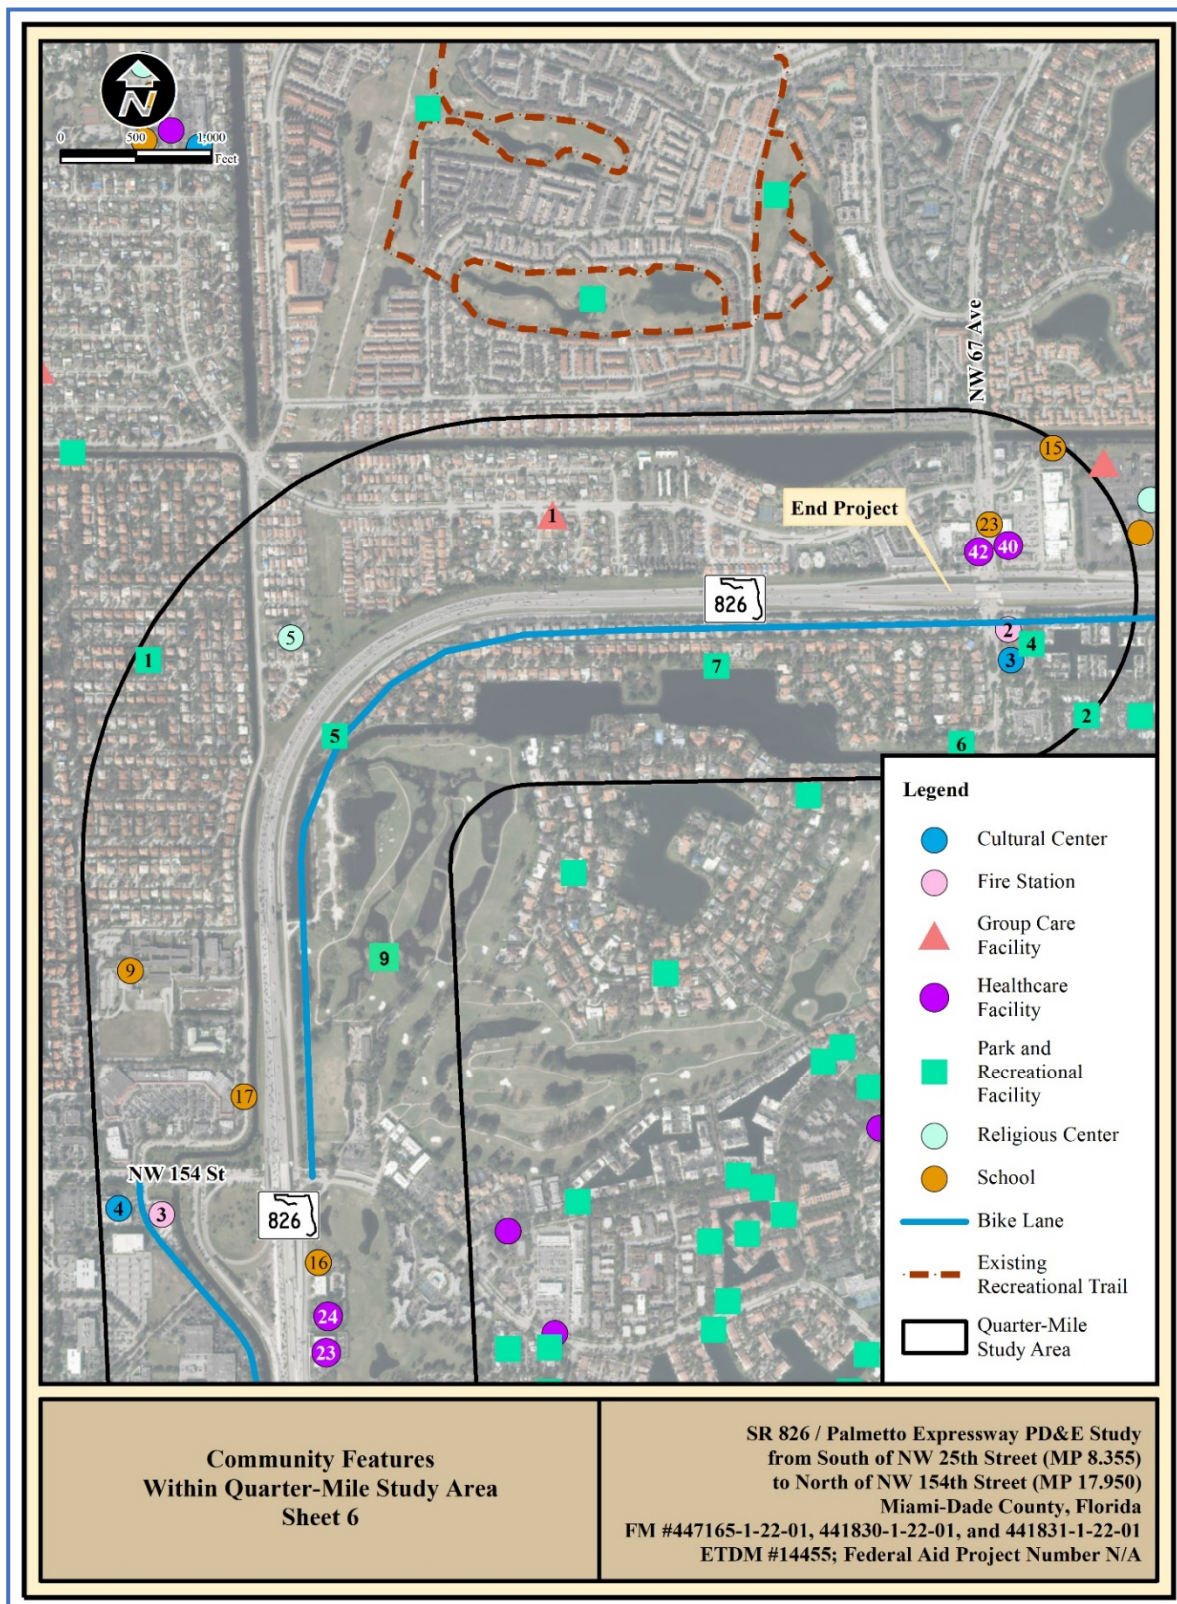 N
0 500 1,000
Feet
NW 67 Ave
15
1
End Project
23
42
40
826
5
1
2
4
3
7
5
2
6
9
9
17
NW 154 St
4
3
826
16
24
23
Legend
Cultural Center
Fire Station
Group Care
Facility
Healthcare
Facility
Park and
Recreational
Facility
Religious Center
School
Bike Lane
Existing
Recreational Trail
Quarter-Mile
Study Area
Community Features
Within Quarter-Mile Study Area
Sheet 6
SR 826 / Palmetto Expressway PD&E Study
from South of NW 25th Street (MP 8.355)
to North of NW 154th Street (MP 17.950)
Miami-Dade County, Florida
FM #447165-1-22-01, 441830-1-22-01, and 441831-1-22-01
ETDM #14455; Federal Aid Project Number N/A